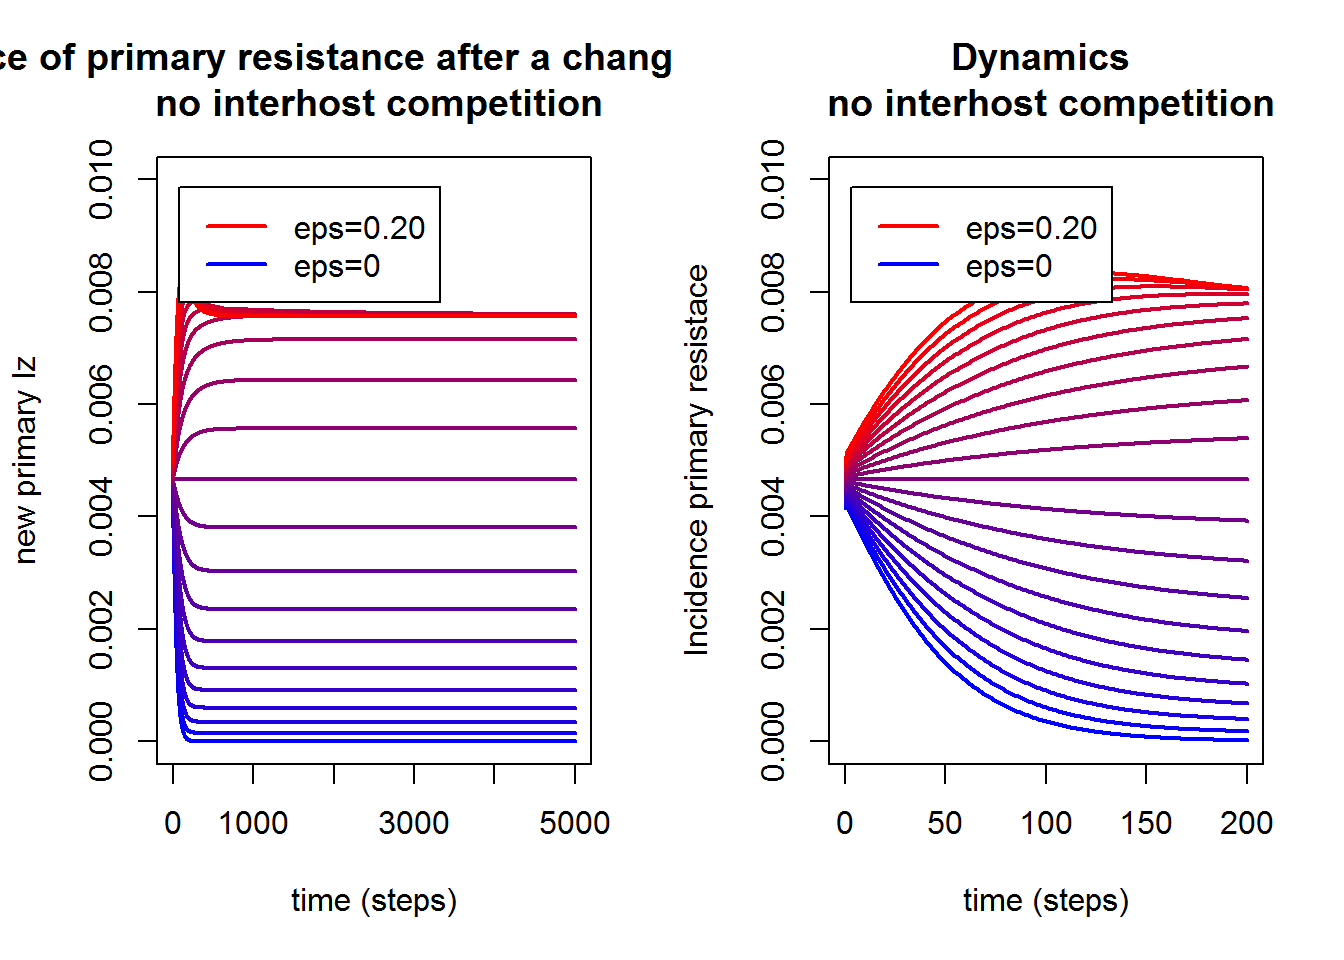 ce of primary resistance after a chang
no interhost competition
new primary Iz
0.000
0.002
0.004
0.006
0.008
0.010
eps=0.20
eps=0
0
1000
3000
5000
time (steps)
Dynamics
no interhost competition
Incidence primary resistace
0.000
0.002
0.004
0.006
0.008
0.010
eps=0.20
eps=0
0
50
100
150
200
time (steps)